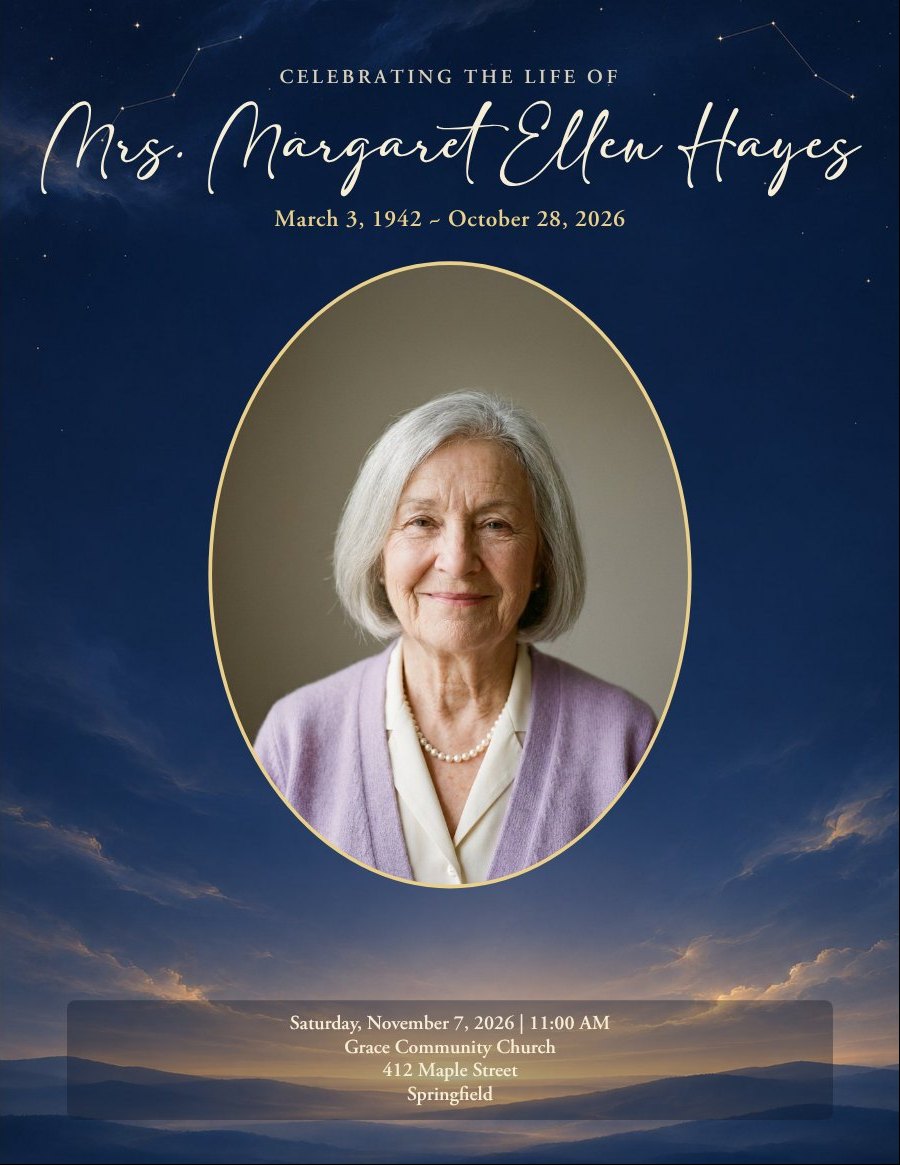 CELEBRATING THE LIFE OF
Mrs. Margaret Ellen Hayes
March 3, 1942 ~ October 28, 2026
Saturday, November 7, 2026 | 11:00 AM
Grace Community Church
412 Maple Street
Springfield